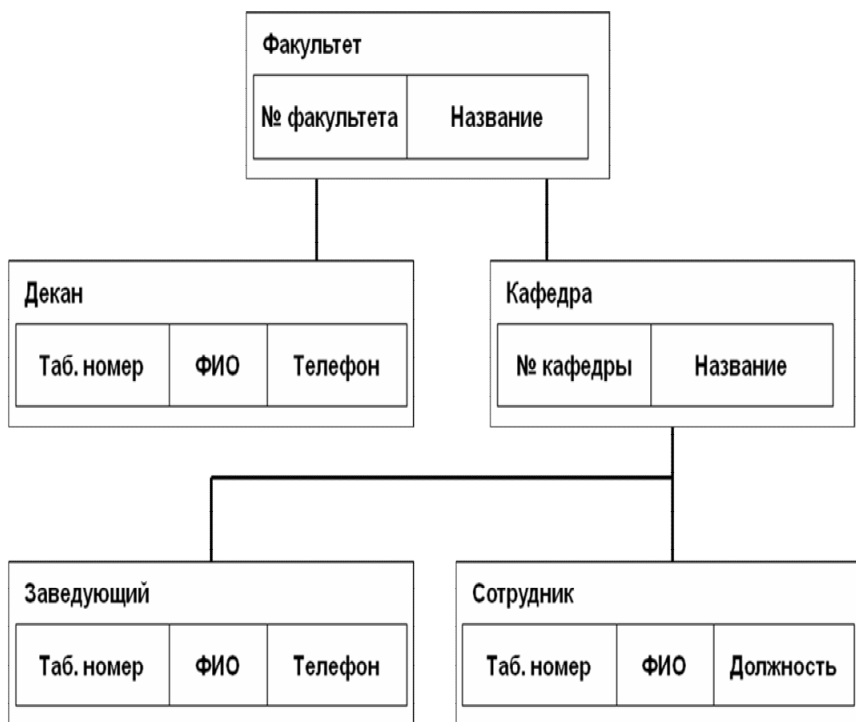 Факультет
№ факультета Название
Декан
Таб. номер ФИО Телефон
Кафедра
№ кафедры Название
Заведующий
Таб. номер ФИО Телефон
Сотрудник
Таб. номер ФИО Должность